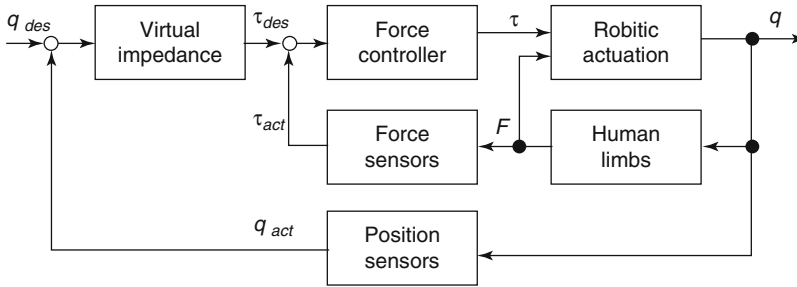 q des
Virtual
impedance
τdes
Force
controller
τ
Robitic
actuation
q
τact
Force
sensors
F
Human
limbs
q act
Position
sensors